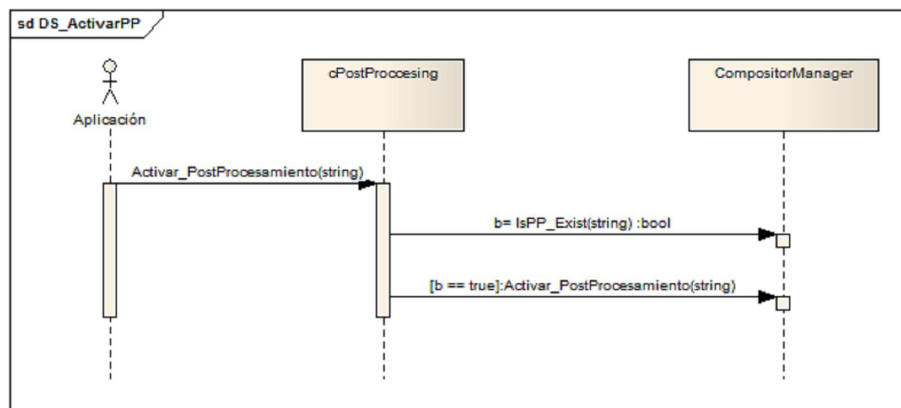 sd DS_ActivarPP
cPostProccesing
CompositorManager
Aplicación
Activar_PostProcesamiento(string)
b= IsPP_Exist(string) :bool
[b == true]:Activar_PostProcesamiento(string)